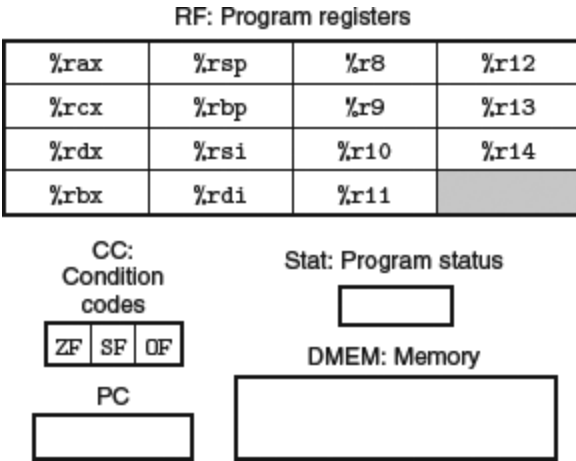 RF: Program registers
%rax %rsp %r8 %r12
%rcx %rbp %r9 %r13
%rdx %rsi %r10 %r14
%rbx %rdi %r11
CC:
Condition
codes
Stat: Program status
ZF SF OF
DMEM: Memory
PC